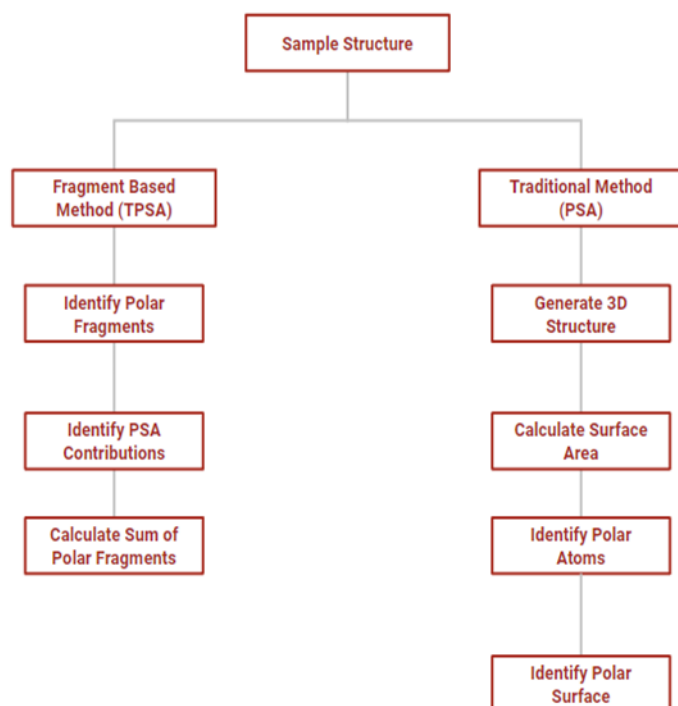 Sample Structure
Fragment Based
Method (TPSA)
Traditional Method
(PSA)
Identify Polar
Fragments
Generate 3D
Structure
Identify PSA
Contributions
Calculate Surface
Area
Calculate Sum of
Polar Fragments
Identify Polar
Atoms
Identify Polar
Surface